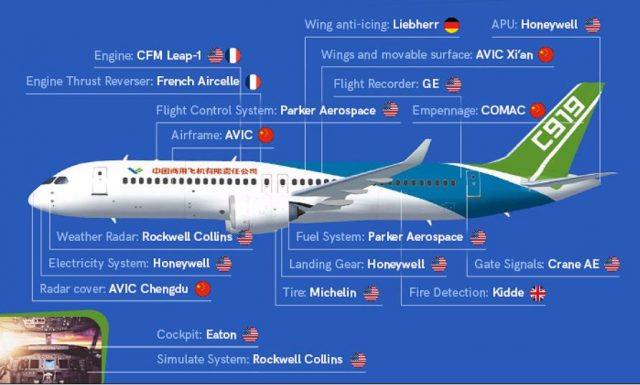 Wing anti-icing: Liebherr
APU: Honeywell
Engine: CFM Leap-1
Wings and movable surface: AVIC Xi'an
Engine Thrust Reverser: French Aircelle
Flight Recorder: GE
Flight Control System: Parker Aerospace
Empennage: COMAC
Airframe: AVIC
C919
中国商用飞机有限责任公司
Weather Radar: Rockwell Collins
Fuel System: Parker Aerospace
Electricity System: Honeywell
Landing Gear: Honeywell
Gate Signals: Crane AE
Radar cover: AVIC Chengdu
Tire: Michelin
Fire Detection: Kidde
Cockpit: Eaton
Simulate System: Rockwell Collins